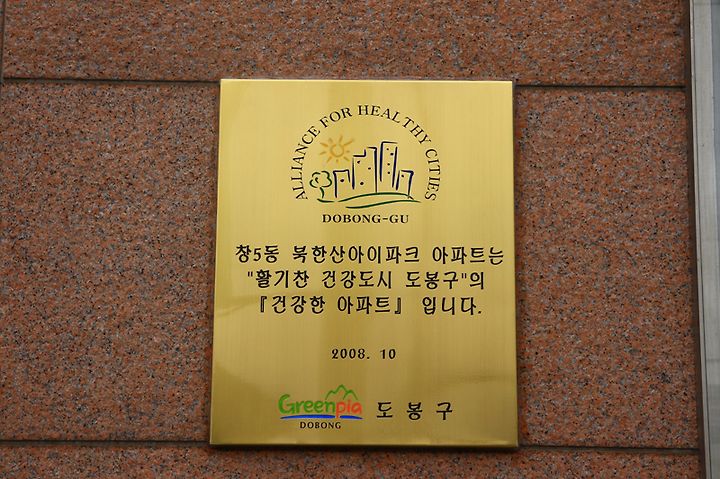 ALLIANCE FOR HEALTHY CITIES
DOBONG-GU
창5동 북한산아이파크 아파트는
"활기찬 건강도시 도봉구"의
『건강한 아파트』 입니다.
2008. 10
Greenpia
DOBONG
도봉구